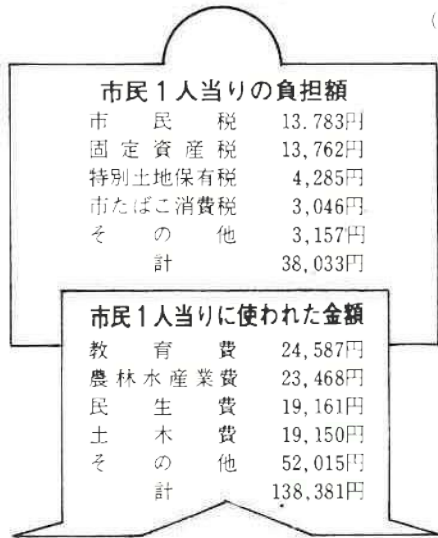 (
市民1人当りの負担額
市民税 13.783円
固定資産税 13,762円
特別土地保有税 4,285円
市たばこ消費税 3,046円
その他 3,157円
計 38,033円
市民1人当りに使われた金額
教育費 24,587円
農林水産業費 23,468円
民生費 19,161円
土木費 19,150円
その他 52,015円
計 138,381円